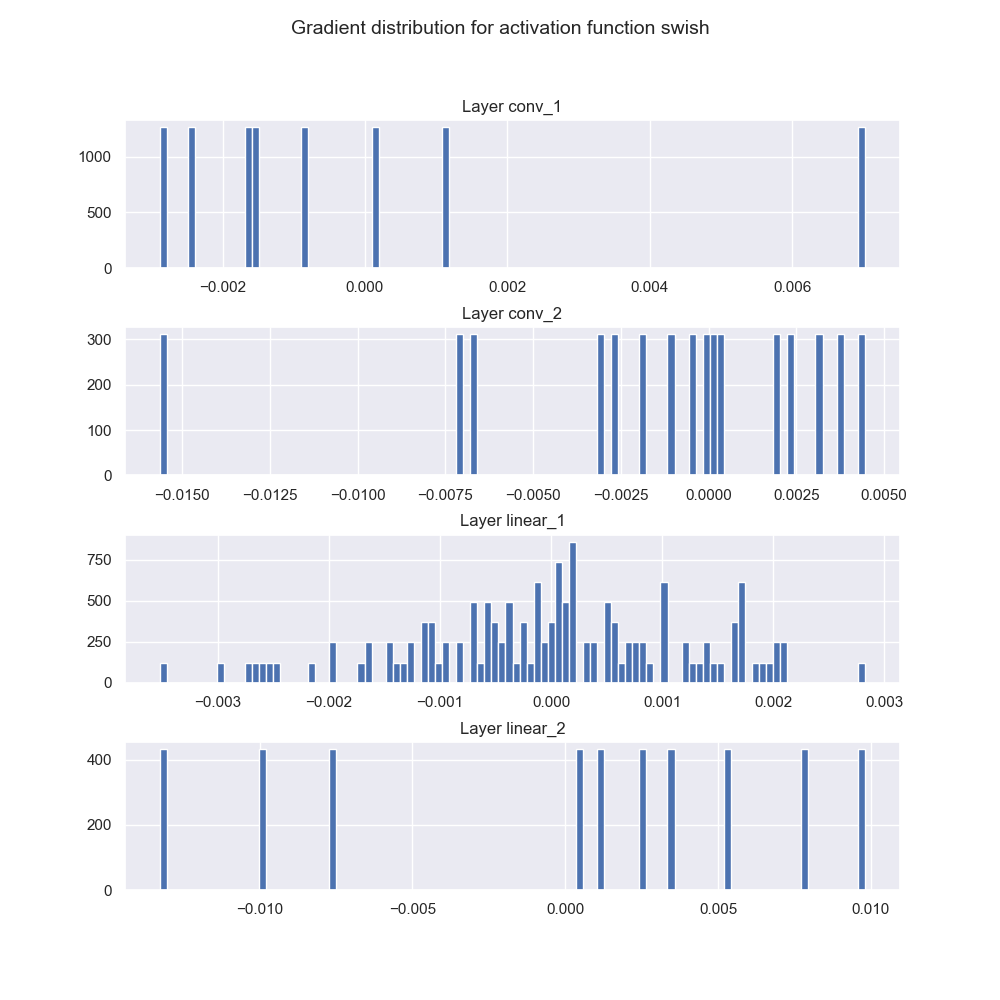 Gradient distribution for activation function swish
Layer conv_1
1000
500
0
−0.002 0.000 0.002 0.004 0.006
Layer conv_2
300
200
100
0
−0.0150 −0.0125 −0.0100 −0.0075 −0.0050 −0.0025 0.0000 0.0025 0.0050
Layer linear_1
750
500
250
0
−0.003 −0.002 −0.001 0.000 0.001 0.002 0.003
Layer linear_2
400
200
0
−0.010 −0.005 0.000 0.005 0.010